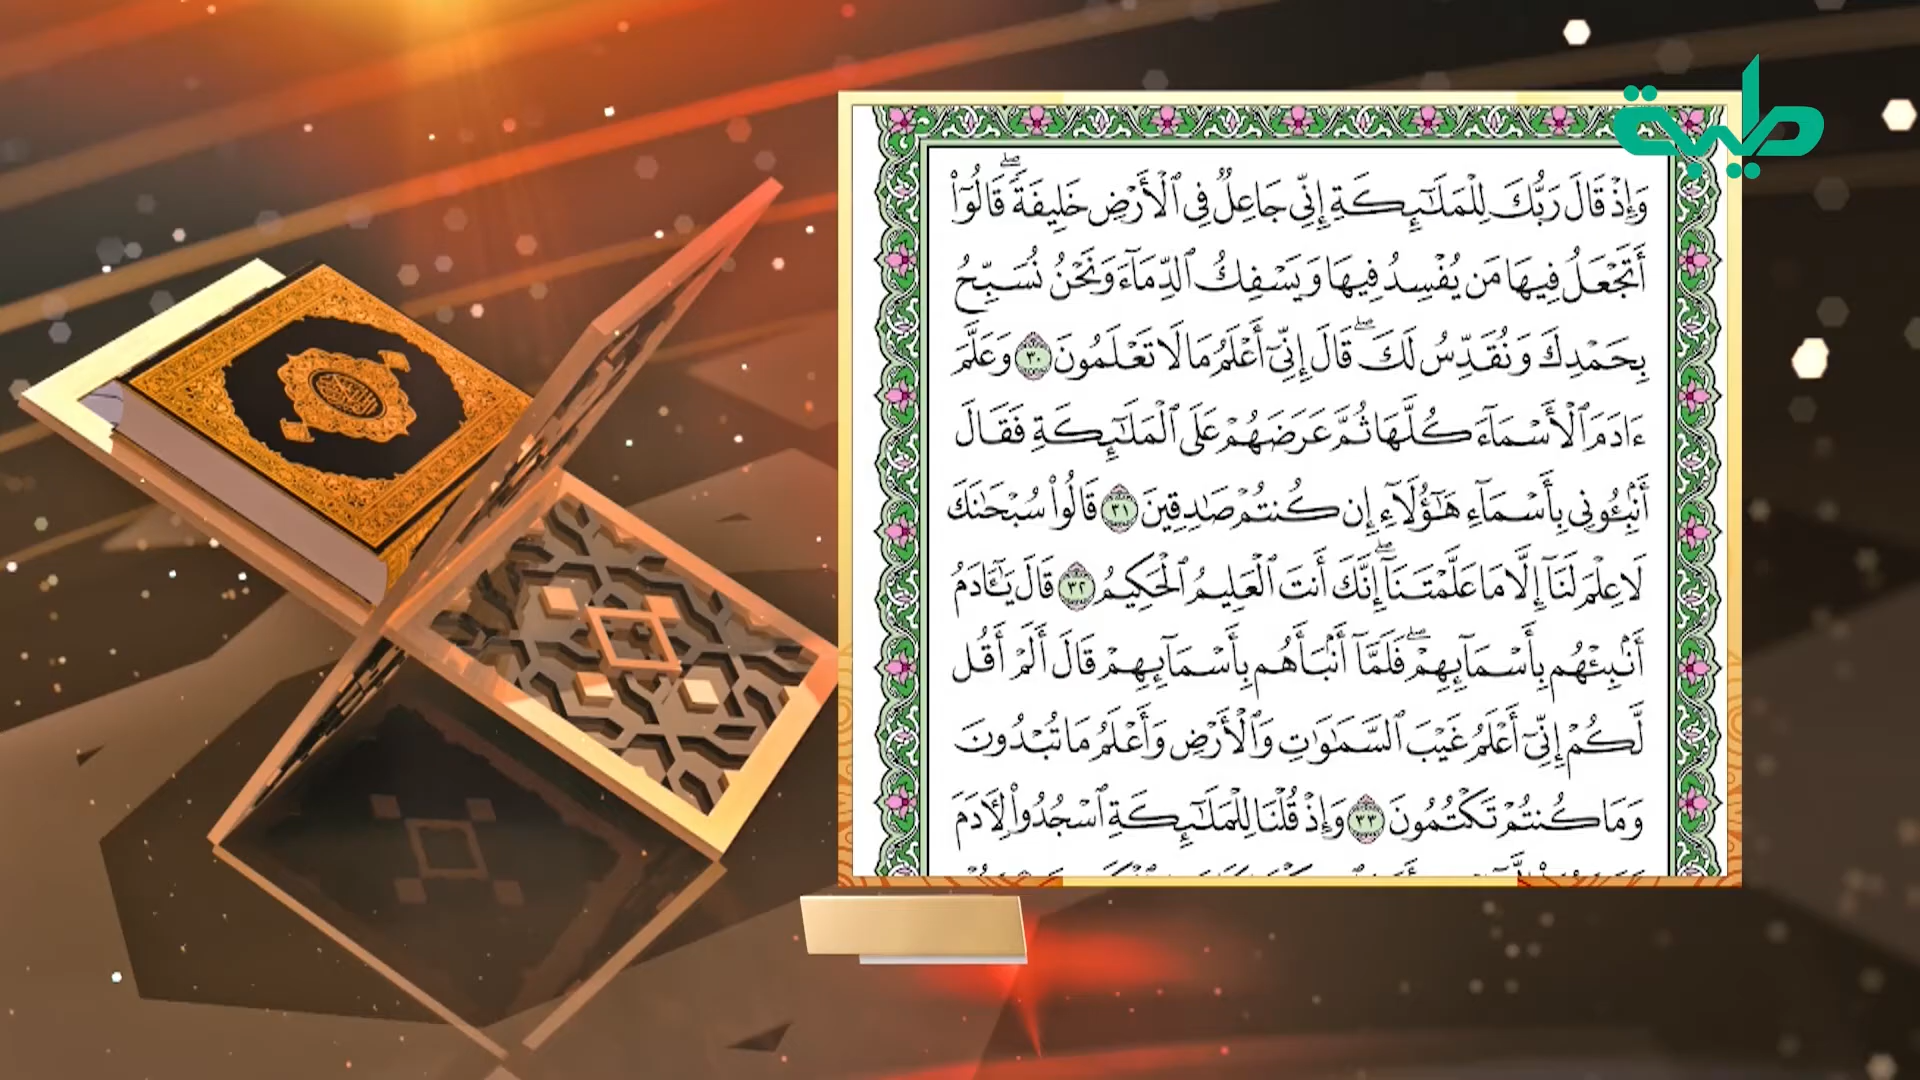 طيبة
وَإِذْ قَالَ رَبُّكَ لِلْمَلَٰٓئِكَةِ إِنِّي جَاعِلٌ فِي ٱلْأَرْضِ خَلِيفَةًۖ قَالُوٓا۟
أَتَجْعَلُ فِيهَا مَن يُفْسِدُ فِيهَا وَيَسْفِكُ ٱلدِّمَآءَ وَنَحْنُ نُسَبِّحُ
بِحَمْدِكَ وَنُقَدِّسُ لَكَۖ قَالَ إِنِّيٓ أَعْلَمُ مَا لَا تَعْلَمُونَ ٣٠ وَعَلَّمَ
ءَادَمَ ٱلْأَسْمَآءَ كُلَّهَا ثُمَّ عَرَضَهُمْ عَلَى ٱلْمَلَٰٓئِكَةِ فَقَالَ
أَنۢبِـُٔونِي بِأَسْمَآءِ هَٰٓؤُلَآءِ إِن كُنتُمْ صَٰدِقِينَ ٣١ قَالُوا۟ سُبْحَٰنَكَ
لَا عِلْمَ لَنَآ إِلَّا مَا عَلَّمْتَنَآۖ إِنَّكَ أَنتَ ٱلْعَلِيمُ ٱلْحَكِيمُ ٣٢ قَالَ يَٰٓـَٔادَمُ
أَنۢبِئْهُم بِأَسْمَآئِهِمْۖ فَلَمَّآ أَنۢبَأَهُم بِأَسْمَآئِهِمْ قَالَ أَلَمْ أَقُل
لَّكُمْ إِنِّيٓ أَعْلَمُ غَيْبَ ٱلسَّمَٰوَٰتِ وَٱلْأَرْضِ وَأَعْلَمُ مَا تُبْدُونَ
وَمَا كُنتُمْ تَكْتُمُونَ ٣٣ وَإِذْ قُلْنَا لِلْمَلَٰٓئِكَةِ ٱسْجُدُوا۟ لِـَٔادَمَ